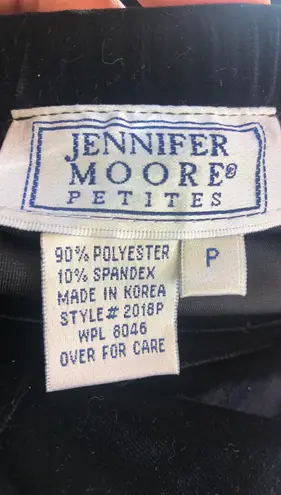 JENNIFER
MOORE®
PETITES
90% POLYESTER
10% SPANDEX
MADE IN KOREA
STYLE# 2018P
WPL 8046
OVER FOR CARE
P